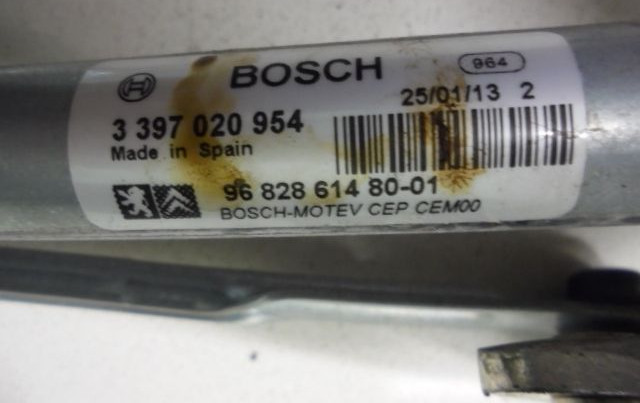 BOSCH 964
25/01/13 2
3 397 020 954
Made in Spain
96 828 614 80-01
BOSCH-MOTEV CEP CEM00